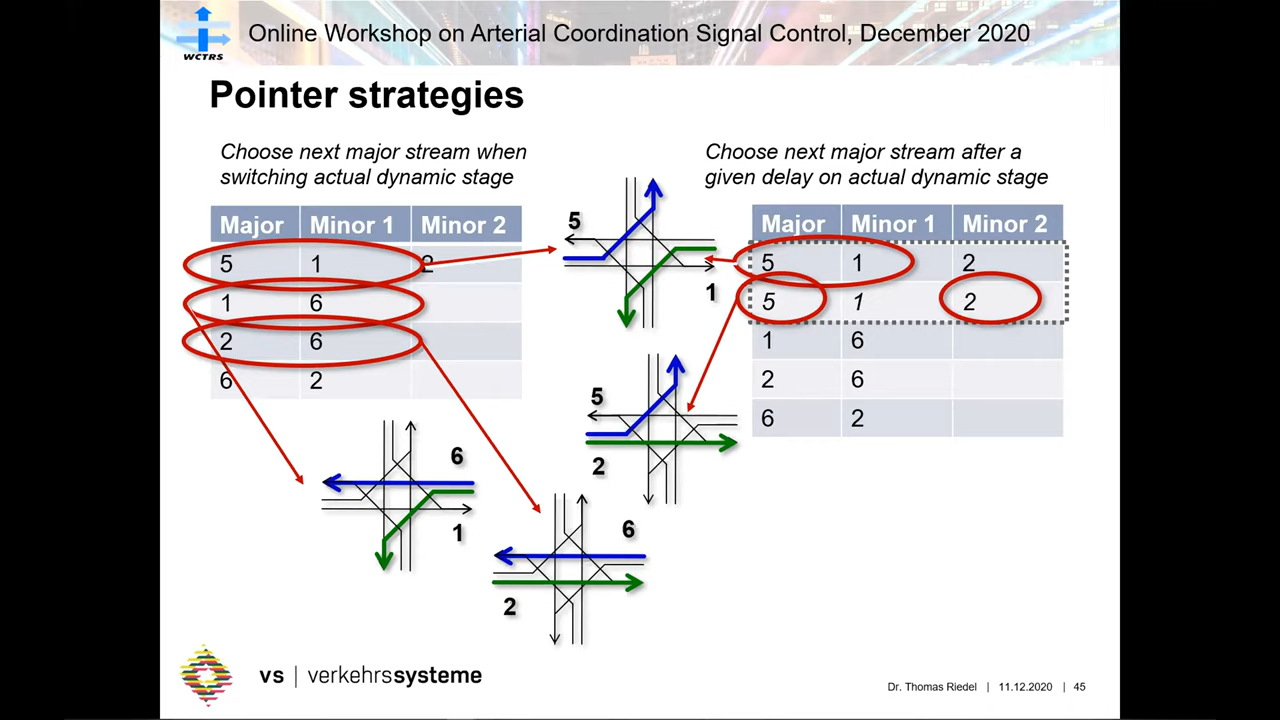 Online Workshop on Arterial Coordination Signal Control, December 2020
WCTRS
Pointer strategies
Choose next major stream when
switching actual dynamic stage
Major Minor 1 Minor 2
5 1 2
1 6
2 6
6 2
Choose next major stream after a
given delay on actual dynamic stage
Major Minor 1 Minor 2
5 1 2
5 1 2
1 6
2 6
6 2
5
1
5
2
6
1
6
2
vs | verkehrssysteme
Dr. Thomas Riedel | 11.12.2020 | 45